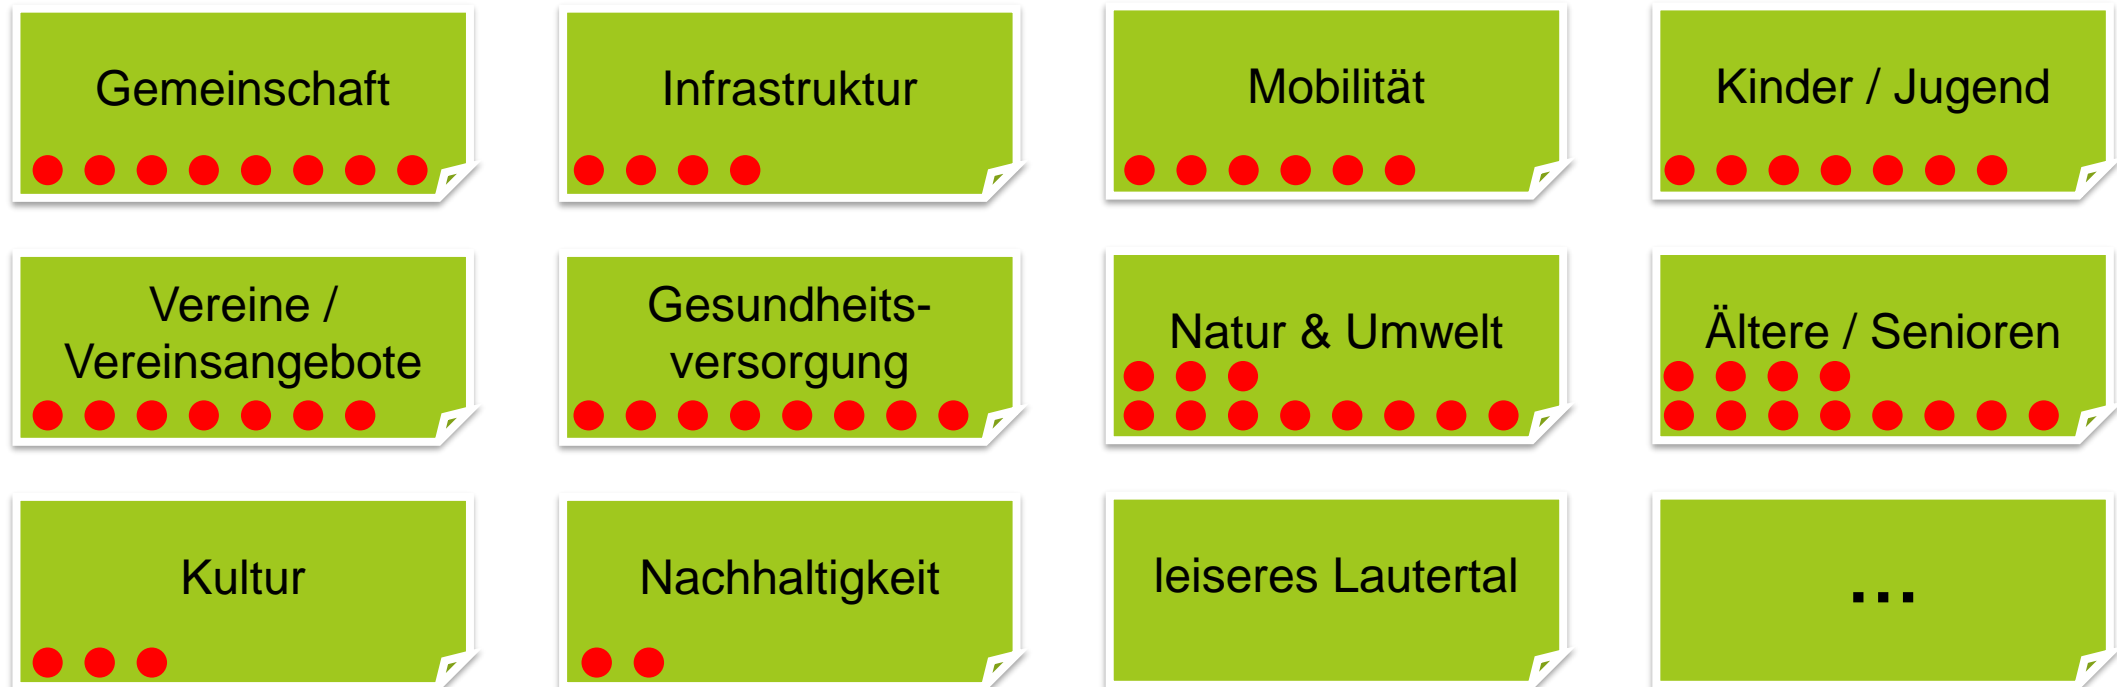 Gemeinschaft
Infrastruktur
Mobilität
Kinder / Jugend
Vereine /
Vereinsangebote
Gesundheits-
versorgung
Natur & Umwelt
Ältere / Senioren
Kultur
Nachhaltigkeit
leiseres Lautertal
...